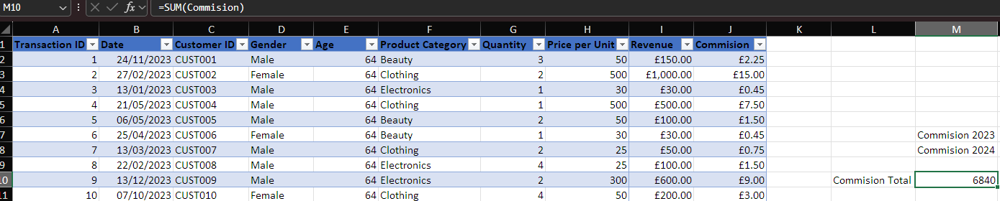 M10 fx =SUM(Commision)
A B C D E F G H I J K L M
1 Transaction ID Date Customer ID Gender Age Product Category Quantity Price per Unit Revenue Commision
2 1 24/11/2023 CUST001 Male 64 Beauty 3 50 £150.00 £2.25
3 2 27/02/2023 CUST002 Female 64 Clothing 2 500 £1,000.00 £15.00
4 3 13/01/2023 CUST003 Male 64 Electronics 1 30 £30.00 £0.45
5 4 21/05/2023 CUST004 Male 64 Clothing 1 500 £500.00 £7.50
6 5 06/05/2023 CUST005 Male 64 Beauty 2 50 £100.00 £1.50
7 6 25/04/2023 CUST006 Female 64 Beauty 1 30 £30.00 £0.45 Commision 2023
8 7 13/03/2023 CUST007 Male 64 Clothing 2 25 £50.00 £0.75 Commision 2024
9 8 22/02/2023 CUST008 Male 64 Electronics 4 25 £100.00 £1.50
10 9 13/12/2023 CUST009 Male 64 Electronics 2 300 £600.00 £9.00 Commision Total 6840
11 10 07/10/2023 CUST010 Female 64 Clothing 4 50 £200.00 £3.00